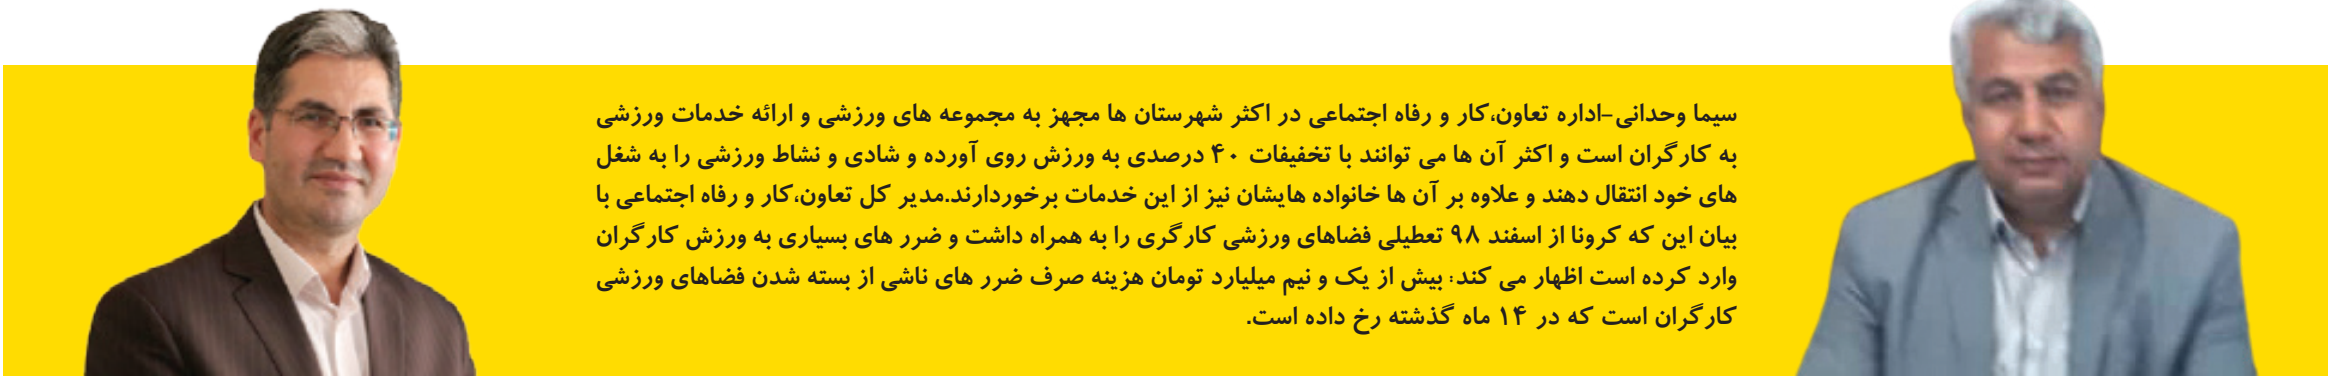 سیما وحدانی-اداره تعاون،کار و رفاه اجتماعی در اکثر شهرستان ها مجهز به مجموعه های ورزشی و ارائه خدمات ورزشی
به کارگران است و اکثر آن ها می توانند با تخفیفات ۴۰ درصدی به ورزش روی آورده و شادی و نشاط ورزشی را به شغل
های خود انتقال دهند و علاوه بر آن ها خانواده هایشان نیز از این خدمات برخوردارند.مدیر کل تعاون،کار و رفاه اجتماعی با
بیان این که کرونا از اسفند ۹۸ تعطیلی فضاهای ورزشی کارگری را به همراه داشت و ضرر های بسیاری به ورزش کارگران
وارد کرده است اظهار می کند: بیش از یک و نیم میلیارد تومان هزینه صرف ضرر های ناشی از بسته شدن فضاهای ورزشی
کارگران است که در ۱۴ ماه گذشته رخ داده است.